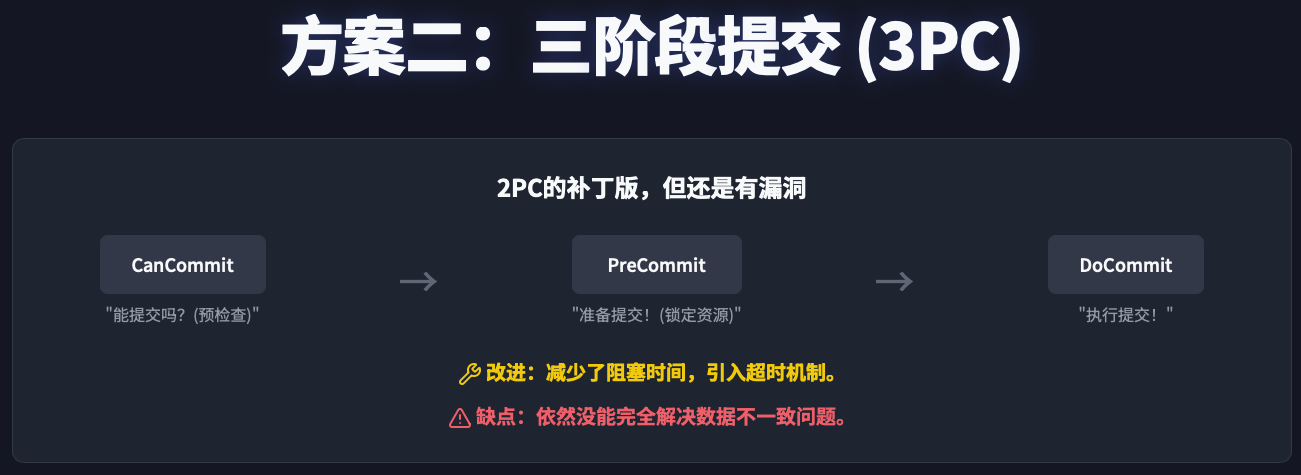 方案二：三阶段提交 (3PC)
2PC的补丁版，但还是有漏洞
CanCommit
"能提交吗？(预检查)"
PreCommit
"准备提交！(锁定资源)"
DoCommit
"执行提交！"
改进：减少了阻塞时间，引入超时机制。
缺点：依然没能完全解决数据不一致问题。